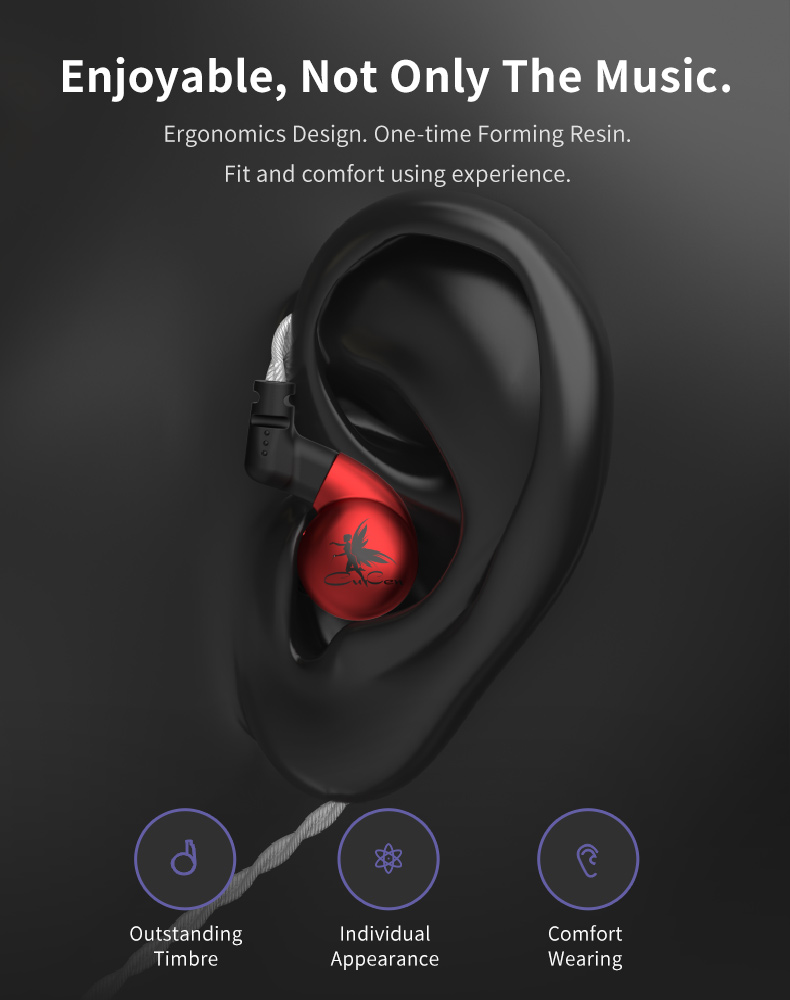 Enjoyable, Not Only The Music.
Ergonomics Design. One-time Forming Resin.
Fit and comfort using experience.
Outstanding
Timbre
Individual
Appearance
Comfort
Wearing